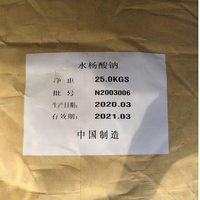 水杨酸钠
净 重 25.0KGS
批 号 N2003006
生产日期 2020.03
有效期: 2021.03
中国制造